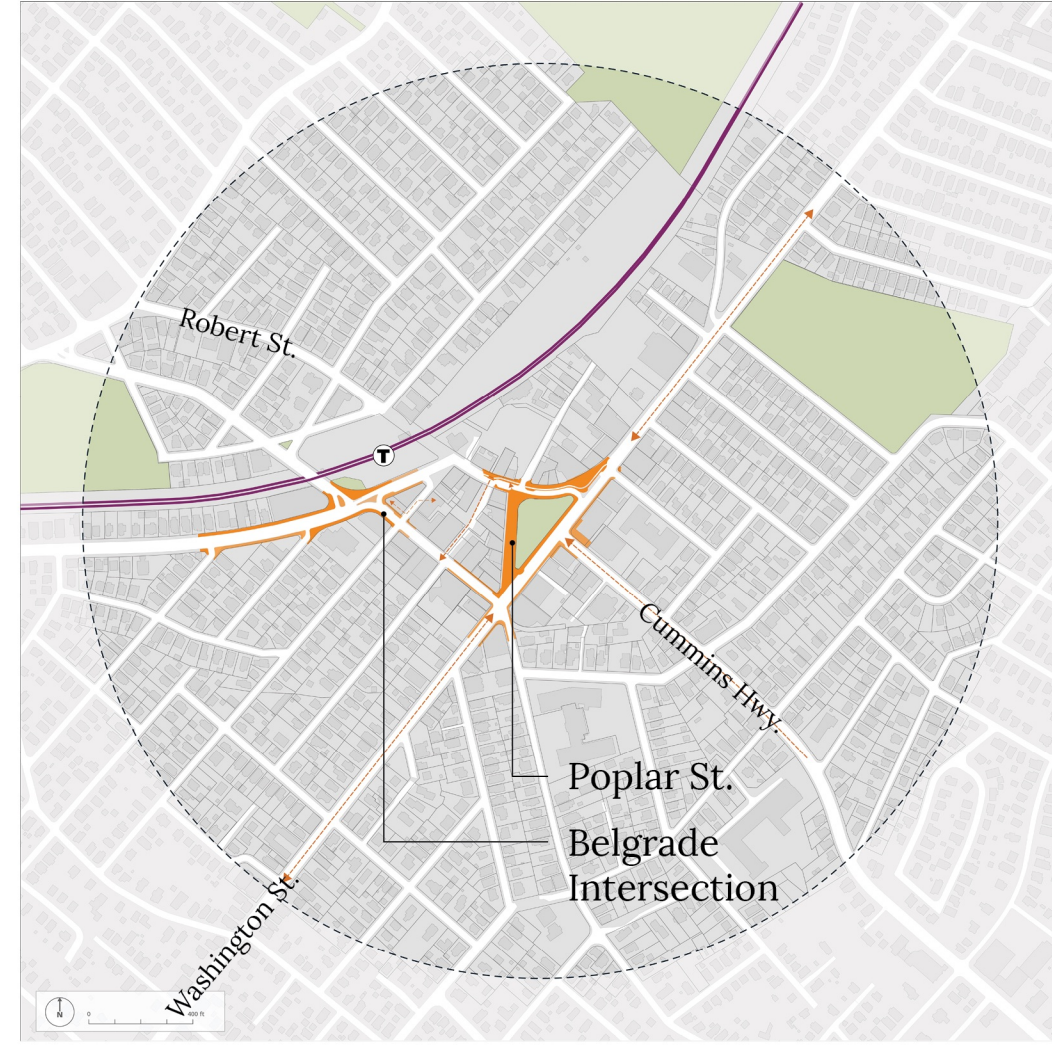 Robert St.
T
Cummins Hwy.
Poplar St.
Belgrade
Intersection
Washington St.
N
0
400 ft